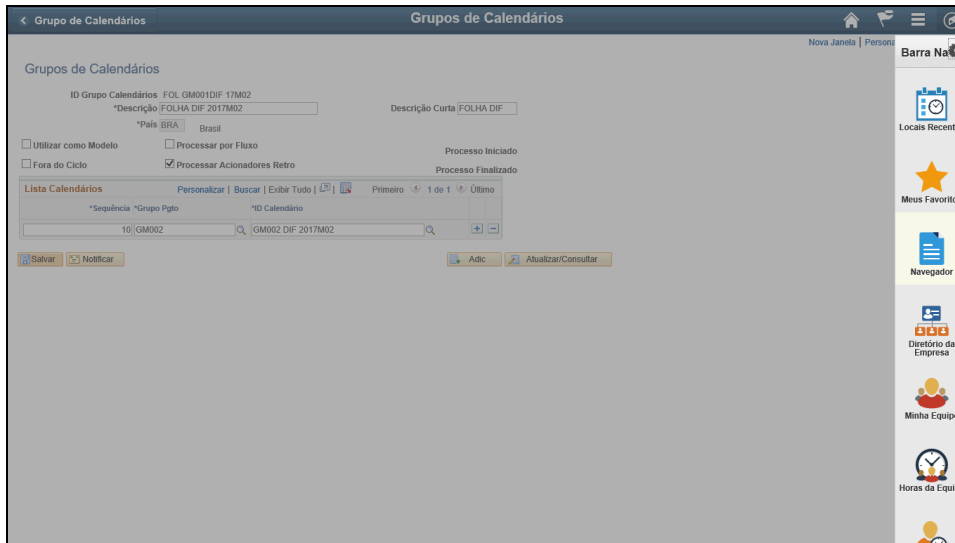 Grupo de Calendários
Grupos de Calendários
Nova Janela | Persona
Barra Na
Grupos de Calendários
ID Grupo Calendários FOL GM001DIF 17M02
*Descrição FOLHA DIF 2017M02 Descrição Curta FOLHA DIF
*País BRA Brasil
Utilizar como Modelo Processar por Fluxo Processo Iniciado
Fora do Ciclo Processar Acionadores Retro Processo Finalizado
Lista Calendários Personalizar | Buscar | Exibir Tudo | Primeiro 1 de 1 Último
*Sequência *Grupo Pgto *ID Calendário
10 GM002 GM002 DIF 2017M02
Salvar Notificar Adic Atualizar/Consultar
Locais Recent
Meus Favorito
Navegador
Diretório da
Empresa
Minha Equipe
Horas da Equi